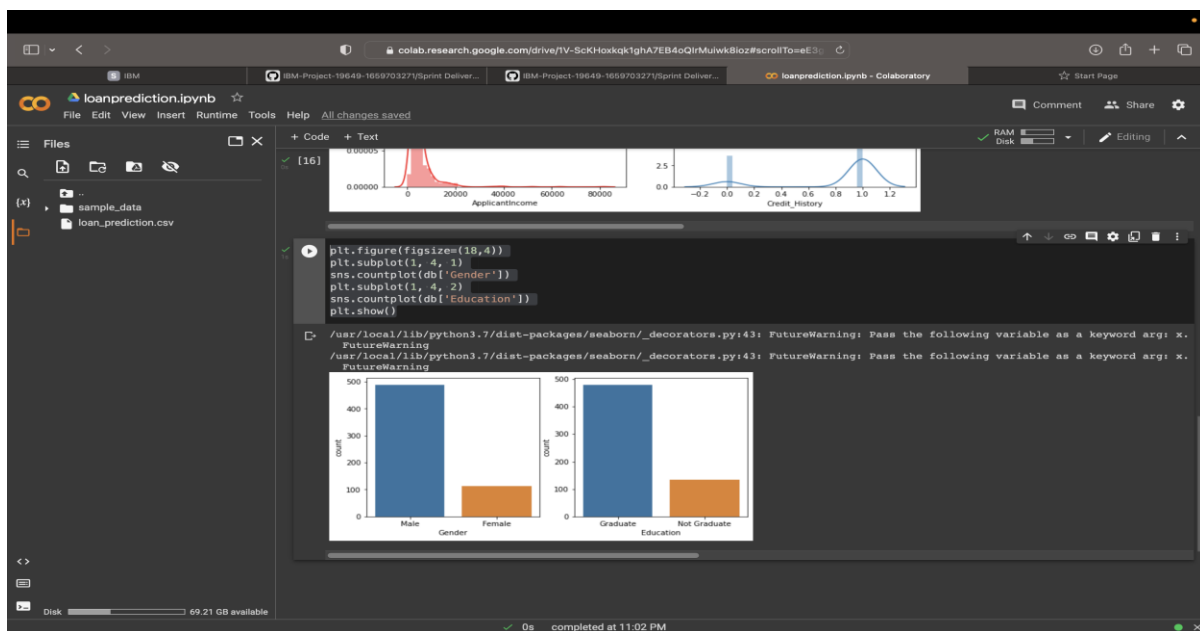 colab.research.google.com/drive/1V-ScKHoxkqk1ghA7EB4oQIrMuiwk8ioz#scrollTo=eE3
S IBM
IBM-Project-19649-1659703271/Sprint Deliver...
IBM-Project-19649-1659703271/Sprint Deliver...
loanprediction.ipynb - Colaboratory
Start Page
loanprediction.ipynb
Comment
Share
File Edit View Insert Runtime Tools Help All changes saved
Files
+ Code + Text
RAM
Disk
Editing
[16]
0.00005
0.00000
0 20000 40000 60000 80000
ApplicantIncome
2.5
0.0
−0.2 0.0 0.2 0.4 0.6 0.8 1.0 1.2
Credit_History
{x}
..
sample_data
loan_prediction.csv
plt.figure(figsize=(18,4))
plt.subplot(1, 4, 1)
sns.countplot(db['Gender'])
plt.subplot(1, 4, 2)
sns.countplot(db['Education'])
plt.show()
/usr/local/lib/python3.7/dist-packages/seaborn/_decorators.py:43: FutureWarning: Pass the following variable as a keyword arg: x.
FutureWarning
/usr/local/lib/python3.7/dist-packages/seaborn/_decorators.py:43: FutureWarning: Pass the following variable as a keyword arg: x.
FutureWarning
500
400
300
200
100
0
count
Male Female
Gender
500
400
300
200
100
0
count
Graduate Not Graduate
Education
Disk 69.21 GB available
0s completed at 11:02 PM